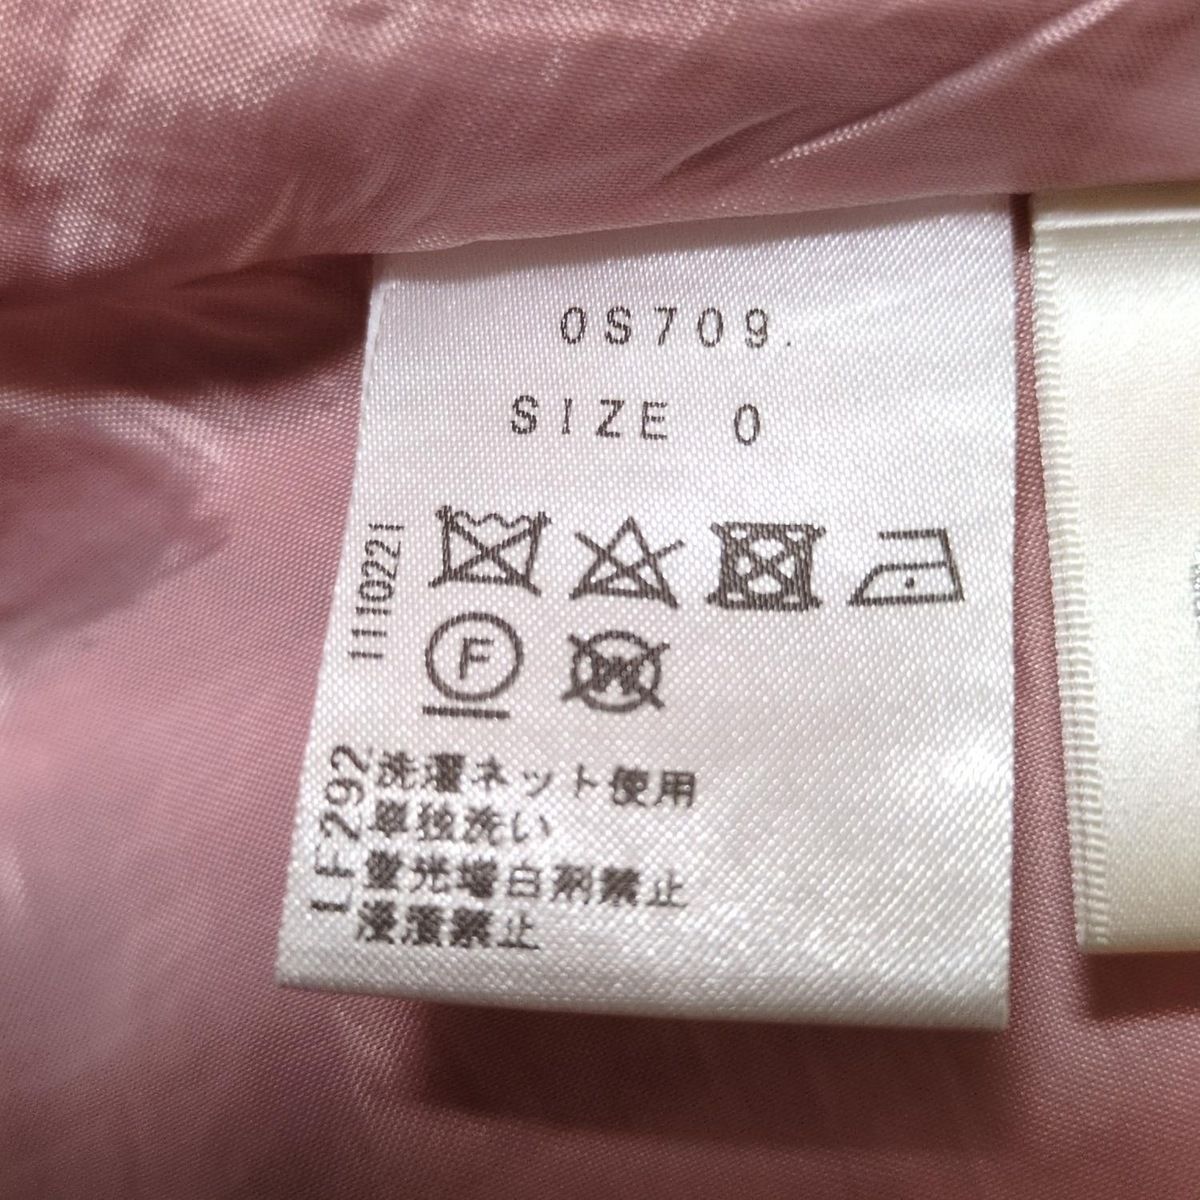 0S709.
SIZE 0
1110221
F
W
LF292
洗濯ネット使用
単独洗い
蛍光増白剤禁止
浸漬禁止